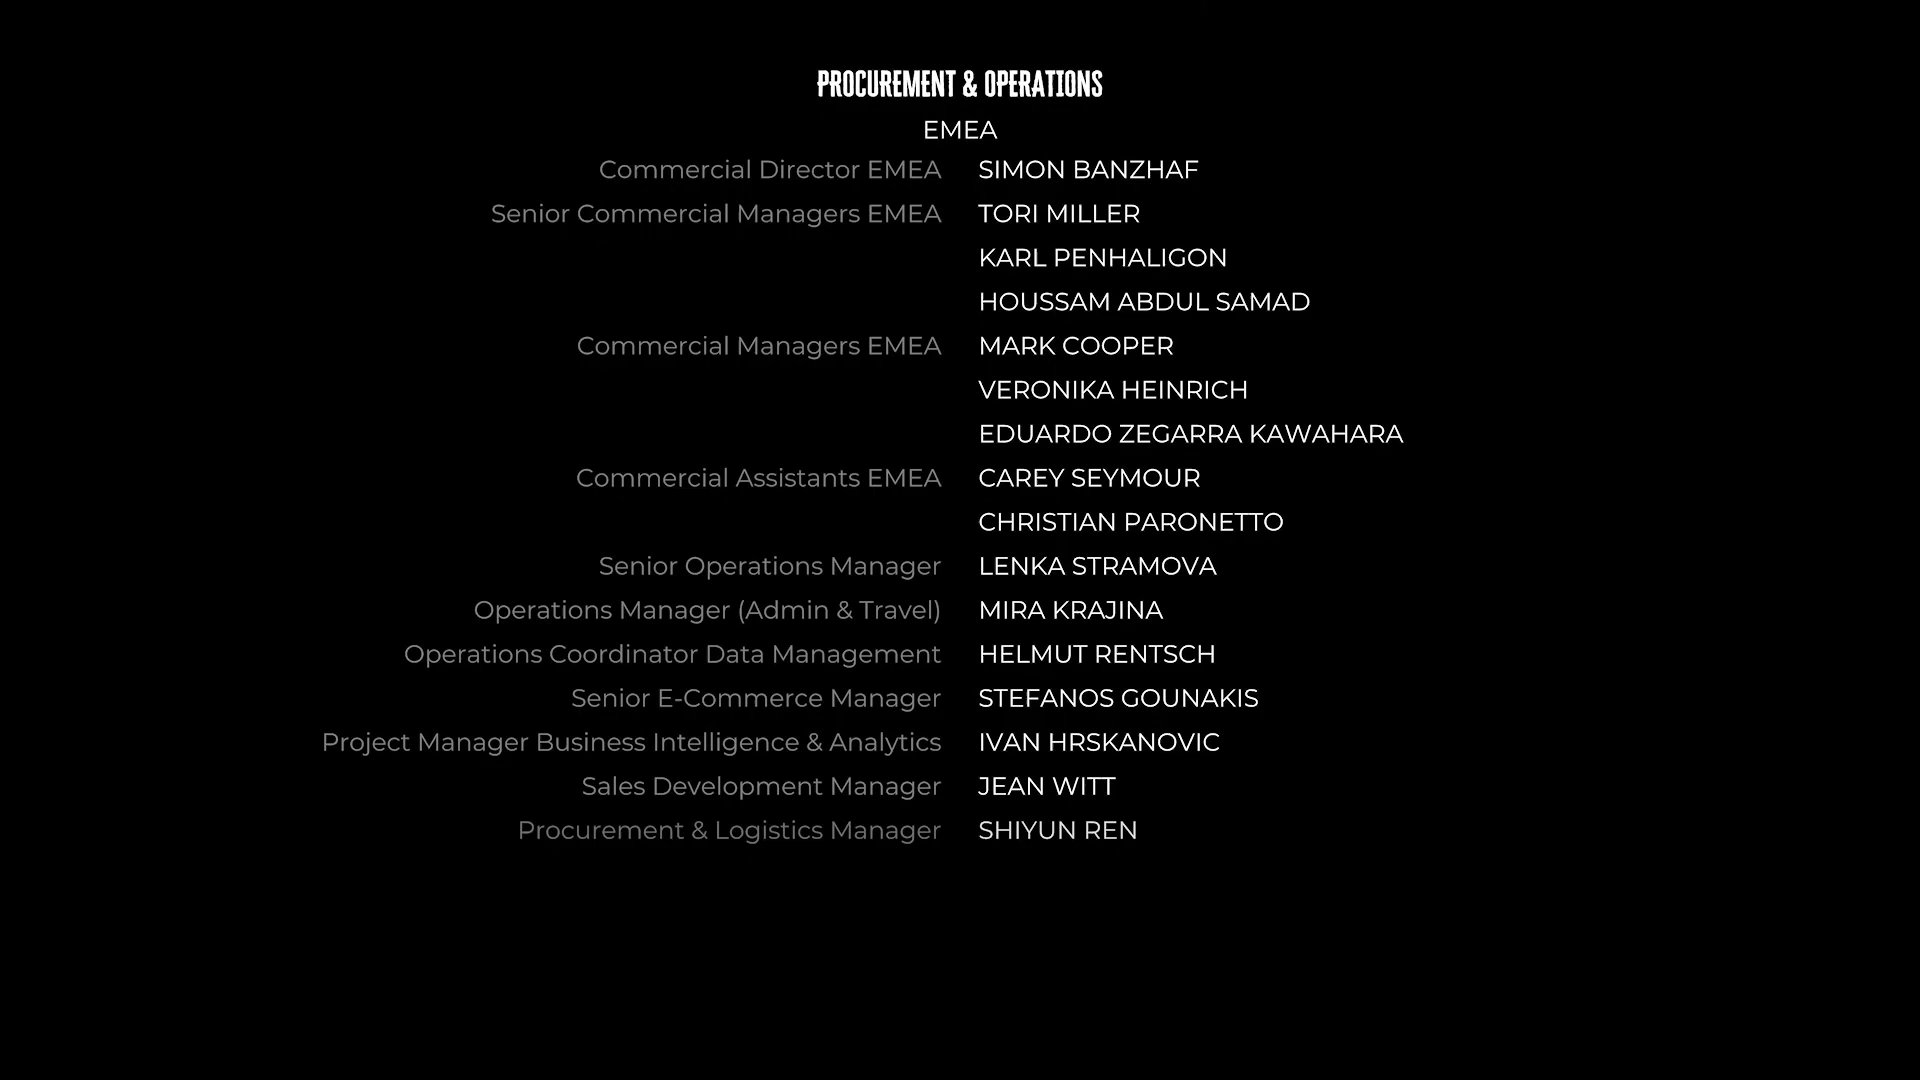 PROCUREMENT & OPERATIONS
EMEA
Commercial Director EMEA SIMON BANZHAF
Senior Commercial Managers EMEA TORI MILLER
KARL PENHALIGON
HOUSSAM ABDUL SAMAD
Commercial Managers EMEA MARK COOPER
VERONIKA HEINRICH
EDUARDO ZEGARRA KAWAHARA
Commercial Assistants EMEA CAREY SEYMOUR
CHRISTIAN PARONETTO
Senior Operations Manager LENKA STRAMOVA
Operations Manager (Admin & Travel) MIRA KRAJINA
Operations Coordinator Data Management HELMUT RENTSCH
Senior E-Commerce Manager STEFANOS GOUNAKIS
Project Manager Business Intelligence & Analytics IVAN HRSKANOVIC
Sales Development Manager JEAN WITT
Procurement & Logistics Manager SHIYUN REN